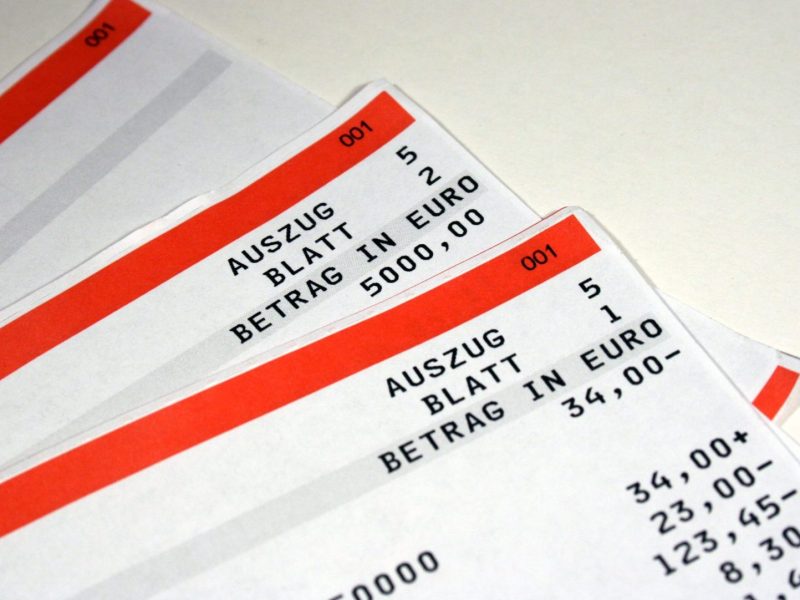 001
001
AUSZUG 5
BLATT 2
BETRAG IN EURO
5000,00
001
AUSZUG 5
BLATT 1
BETRAG IN EURO
34,00-
34,00+
23,00-
123,45-
8,30
0000